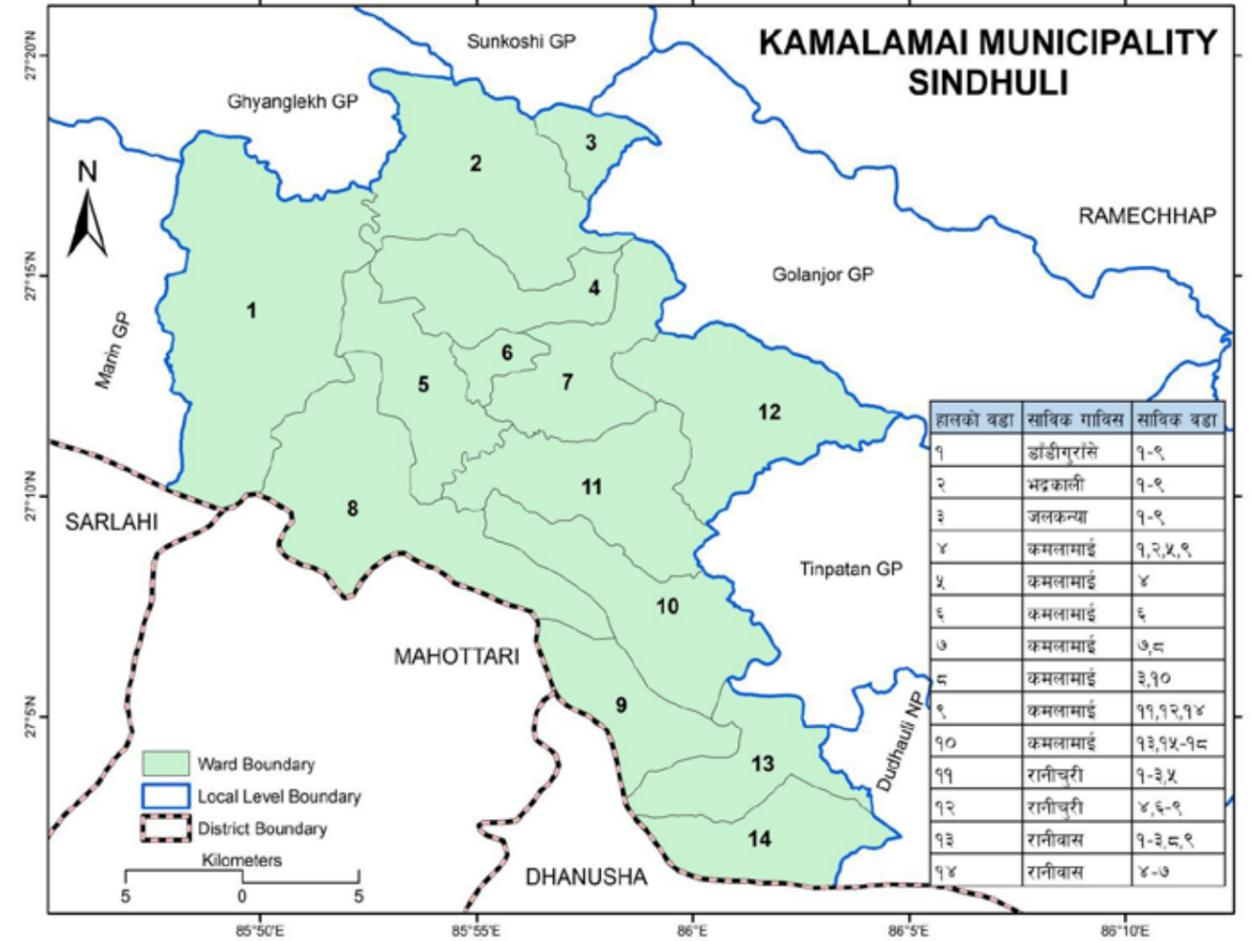 KAMALAMAI MUNICIPALITY
SINDHULI
Sunkoshi GP
Ghyanglekh GP
RAMECHHAP
Golanjor GP
Marin GP
N
SARLAHI
MAHOTTARI
DHANUSHA
Tinpatan GP
Dudhauli NP
1
2
3
4
5
6
7
8
9
10
11
12
13
14
27°20'N
27°15'N
27°10'N
27°5'N
85°50'E
85°55'E
86°E
86°5'E
86°10'E
Ward Boundary
Local Level Boundary
District Boundary
Kilometers
5 0 5
हालको वडा साविक गाविस साविक वडा
१ डाँडीगुराँसे १-९
२ भद्रकाली १-९
३ जलकन्या १-९
४ कमलामाई १,२,५,९
५ कमलामाई ४
६ कमलामाई ६
७ कमलामाई ७,८
८ कमलामाई ३,१०
९ कमलामाई ११,१२,१४
१० कमलामाई १३,१५-१८
११ रानीचुरी १-३,५
१२ रानीचुरी ४,६-९
१३ रानीवास १-३,८,९
१४ रानीवास ४-७